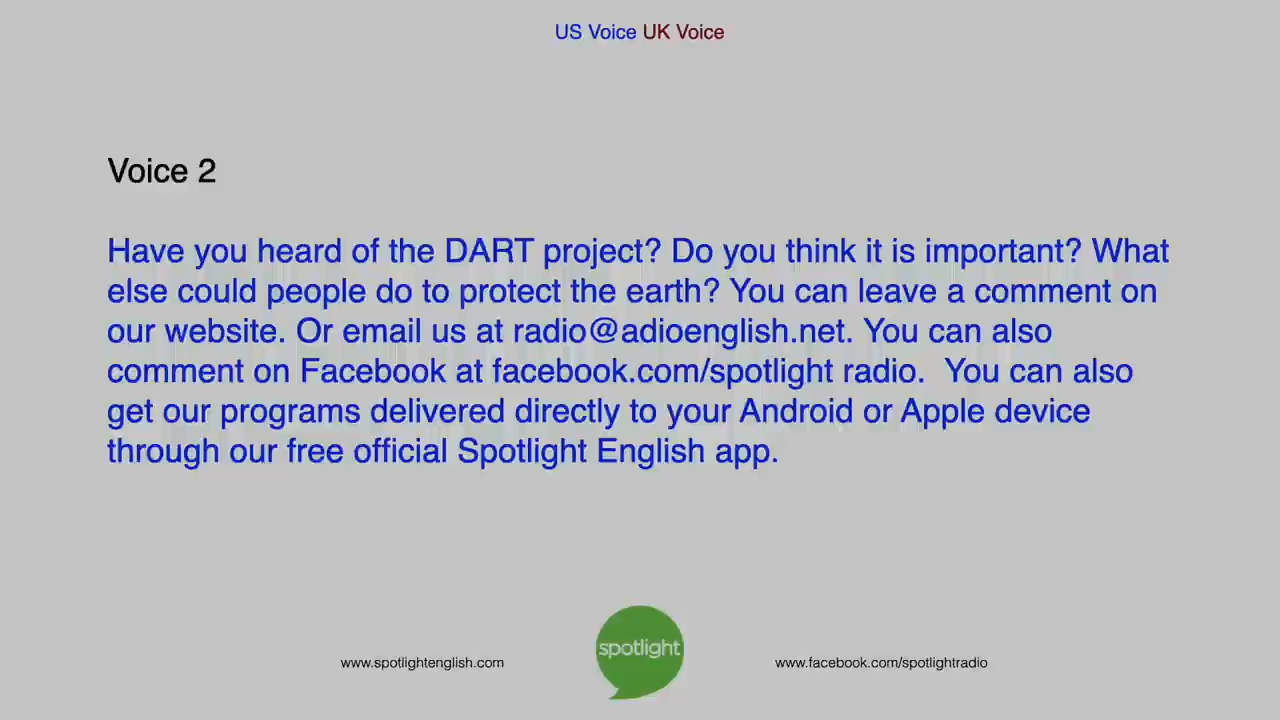 US Voice UK Voice
Voice 2
Have you heard of the DART project? Do you think it is important? What
else could people do to protect the earth? You can leave a comment on
our website. Or email us at radio@adioenglish.net. You can also
comment on Facebook at facebook.com/spotlight radio.  You can also
get our programs delivered directly to your Android or Apple device
through our free official Spotlight English app.
spotlight
www.spotlightenglish.com
www.facebook.com/spotlightradio